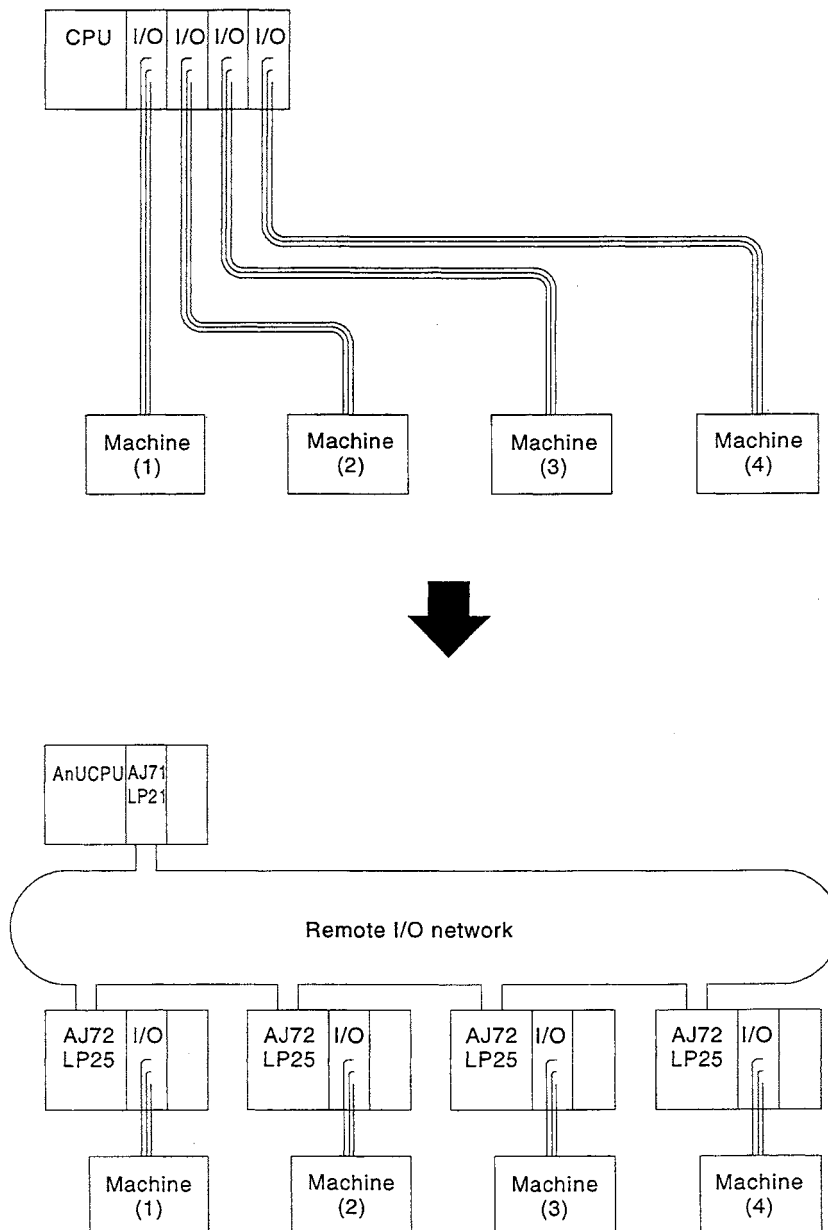 CPU I/O I/O I/O I/O
Machine (1)
Machine (2)
Machine (3)
Machine (4)
AnUCPU AJ71 LP21
Remote I/O network
AJ72 LP25 I/O
AJ72 LP25 I/O
AJ72 LP25 I/O
AJ72 LP25 I/O
Machine (1)
Machine (2)
Machine (3)
Machine (4)